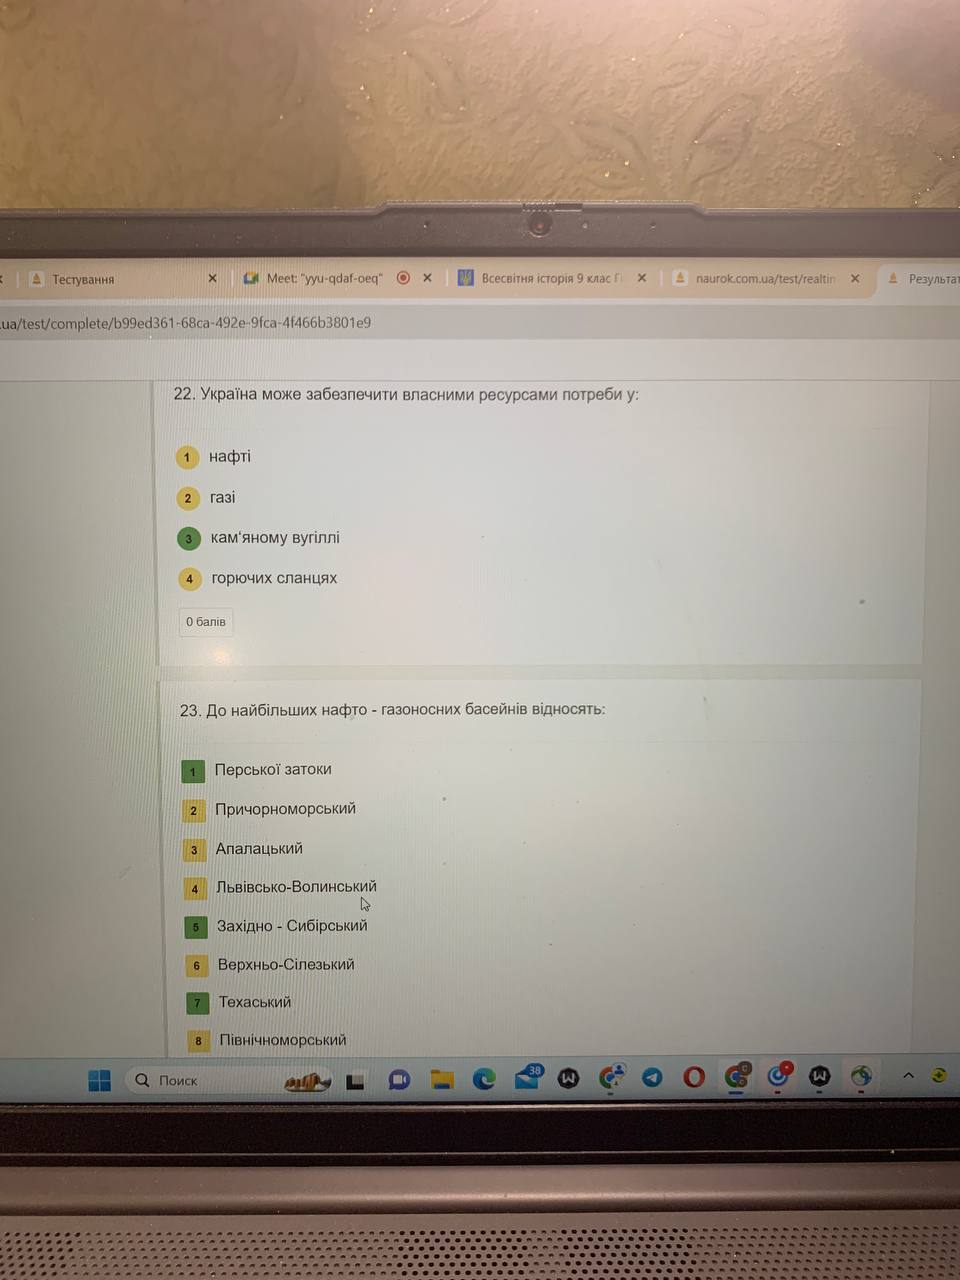 Тестування
Meet: "yyu-qdaf-oeq"
Всесвітня історія 9 клас Г
naurok.com.ua/test/realtin
Результат
.ua/test/complete/b99ed361-68ca-492e-9fca-4f466b3801e9
22. Україна може забезпечити власними ресурсами потреби у:
1 нафті
2 газі
3 кам'яному вугіллі
4 горючих сланцях
0 балів
23. До найбільших нафто - газоносних басейнів відносять:
1 Перської затоки
2 Причорноморський
3 Апалацький
4 Львівсько-Волинський
5 Західно - Сибірський
6 Верхньо-Сілезький
7 Техаський
8 Північноморський
Поиск
38